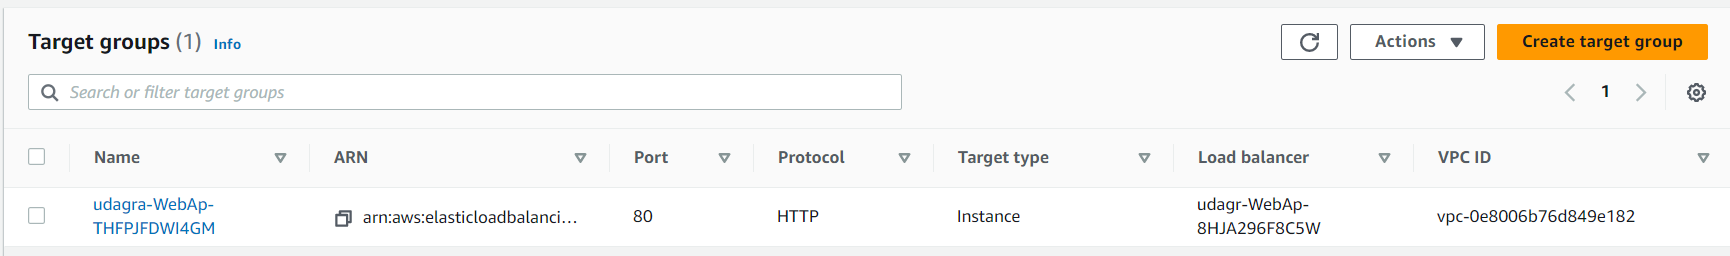 Target groups (1) Info
Actions
Create target group
Search or filter target groups
1
Name ARN Port Protocol Target type Load balancer VPC ID
udagra-WebAp-
THFPJFDWI4GM
arn:aws:elasticloadbalanci...
80
HTTP
Instance
udagr-WebAp-
8HJA296F8C5W
vpc-0e8006b76d849e182